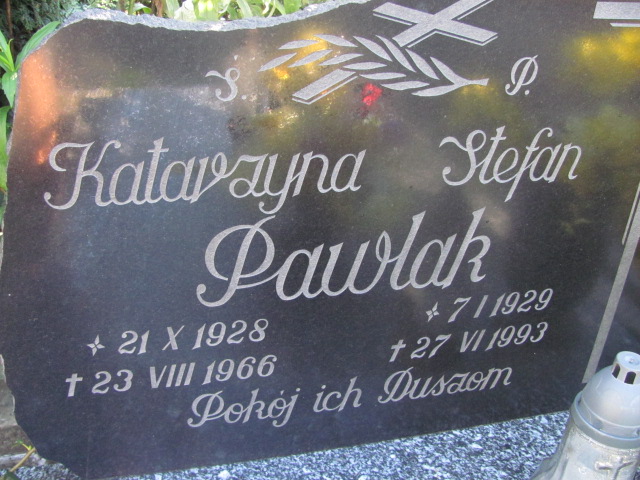 Ś. P.
Katarzyna Stefan
Pawlak
* 21 X 1928 * 7 I 1929
† 23 VIII 1966 † 27 VI 1993
Pokój ich Duszom